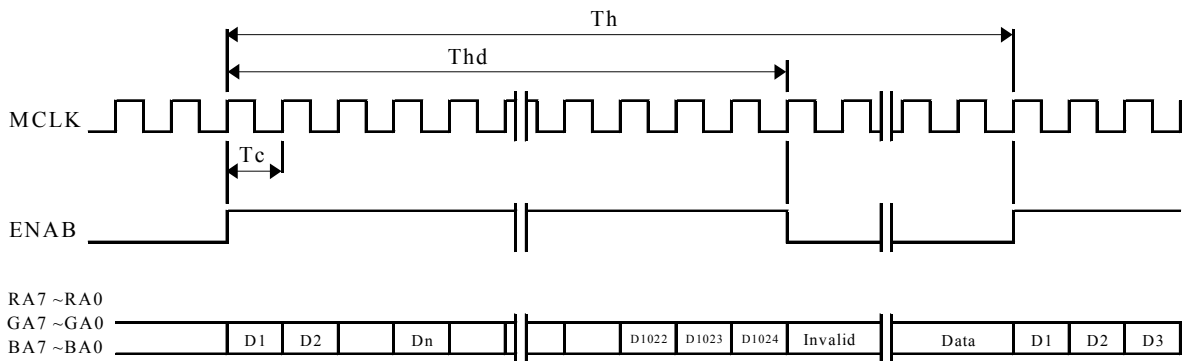 Th
Thd
MCLK
Tc
ENAB
RA7 ~RA0
GA7 ~GA0
BA7 ~BA0
D1 D2 Dn D1022 D1023 D1024 Invalid Data D1 D2 D3